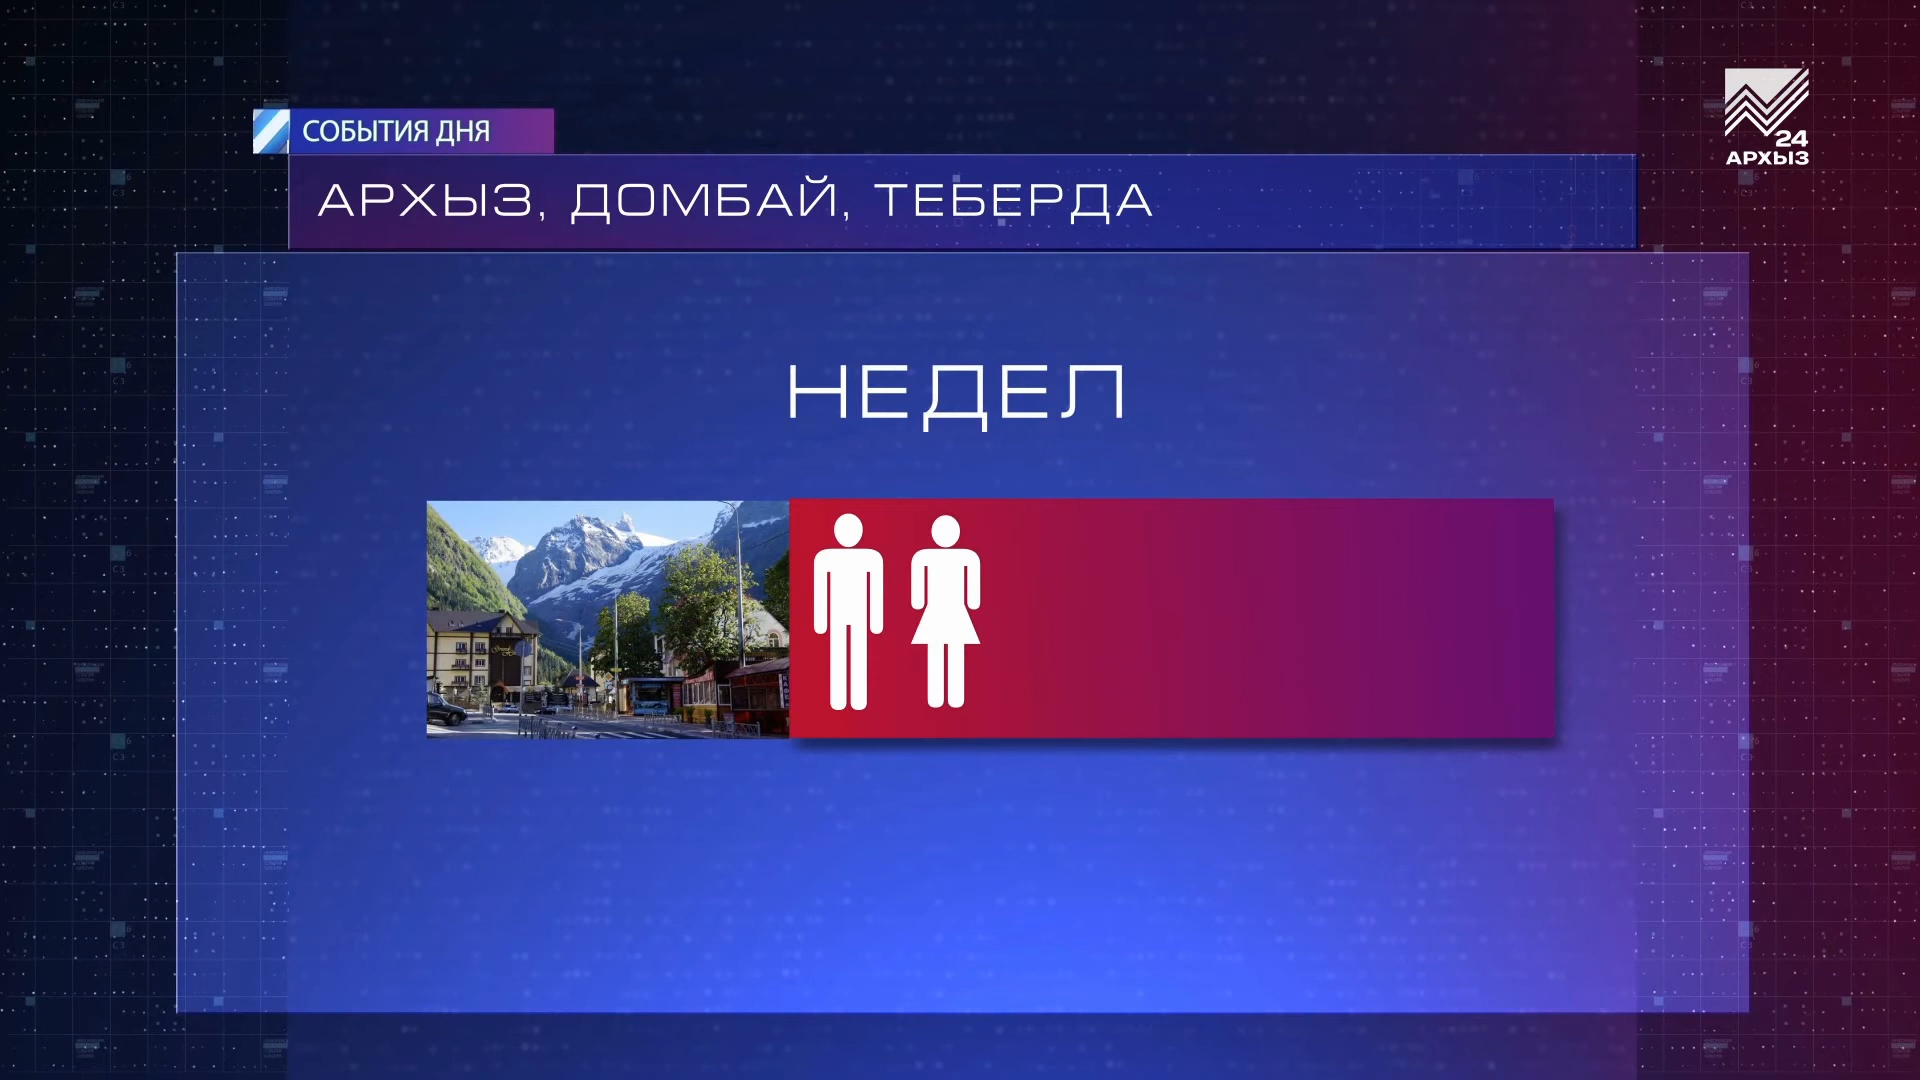 СОБЫТИЯ ДНЯ
24
АРХЫЗ
АРХЫЗ, ДОМБАЙ, ТЕБЕРДА
НЕДЕЛ